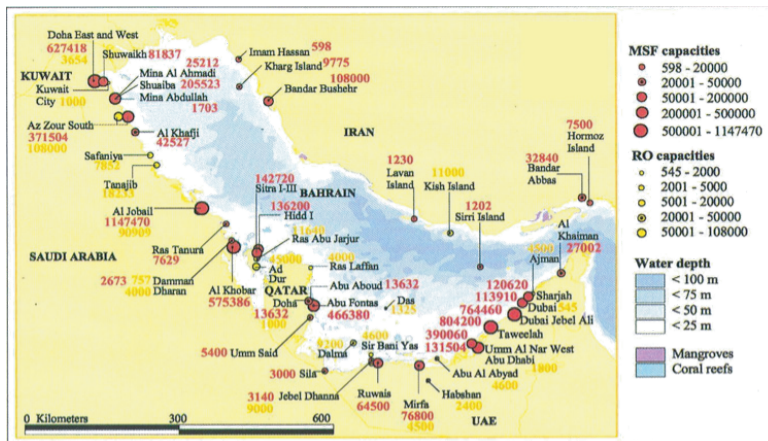 Doha East and West
627418
3654
Shuwaikh 81837
25212
KUWAIT
Mina Al Ahmadi
Shuaiba 205523
Kuwait
City 1000
Mina Abdullah
1703
Az Zour South
371504
108000
Al Khafji
42527
Safaniya
7852
Tanajib
18233
Al Jobail
1147470
90909
SAUDI ARABIA
Ras Tanura
7629
2673 757
4000
Damman
Dharan
Al Khobar
575386
Imam Hassan 598
Kharg Island 9775
108000
Bandar Bushehr
IRAN
142720
Sitra I-III
BAHRAIN
136200
Hidd I
11640
Ras Abu Jarjur
45000
Ad
Dur
4000
Ras Laffan
QATAR
Abu Aboud 13632
Doha
Abu Fontas
466380
13632
1000
5400 Umm Said
Das
1325
1230
Lavan
Island
11000
Kish Island
1202
Sirri Island
32840
Bandar
Abbas
7500
Hormoz
Island
Al
Khaiman
27002
4500
Ajman
120620
Sharjah
113910
Dubai 545
764460
Dubai Jebel Ali
804200
Taweelah
390060
131504
Umm Al Nar West
Abu Dhabi
1800
Abu Al Abyad
4600
Habshan
2400
4600
Sir Bani Yas
9200
Dalma
3000 Sila
3140
9000
Jebel Dhanna
Ruwais
64500
Mirfa
76800
4500
UAE
0 Kilometers 300 600
MSF capacities
598 - 20000
20001 - 50000
50001 - 200000
200001 - 500000
500001 - 1147470
RO capacities
545 - 2000
2001 - 5000
5001 - 20000
20001 - 50000
50001 - 108000
Water depth
< 100 m
< 75 m
< 50 m
< 25 m
Mangroves
Coral reefs